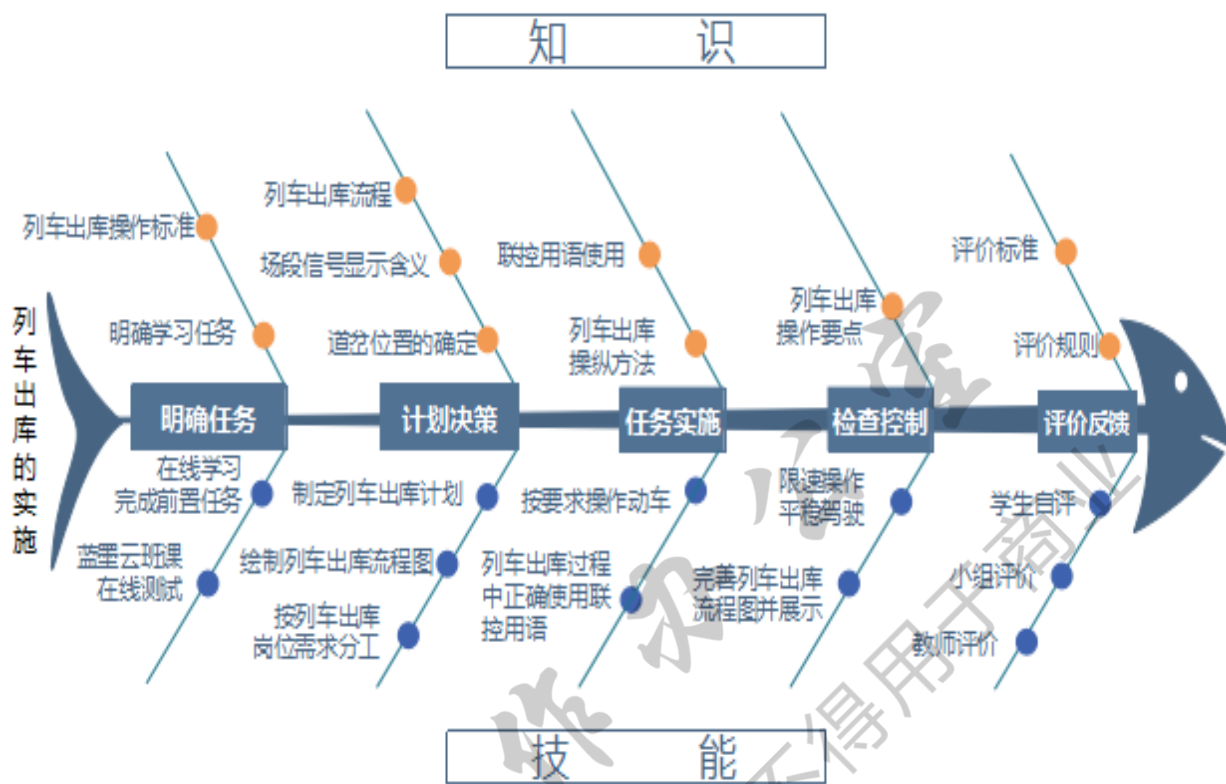 知 识
列车出库流程
列车出库操作标准
场段信号显示含义
联控用语使用
评价标准
明确学习任务
道岔位置的确定
列车出库
操纵方法
列车出库
操作要点
评价规则
列车出库的实施
明确任务
计划决策
任务实施
检查控制
评价反馈
在线学习
完成前置任务
制定列车出库计划
按要求操作动车
限速操作
平稳驾驶
学生自评
蓝墨云班课
在线测试
绘制列车出库流程图
列车出库过程
中正确使用联
控用语
完善列车出库
流程图并展示
小组评价
按列车出库
岗位需求分工
教师评价
技 能
不得用于商业